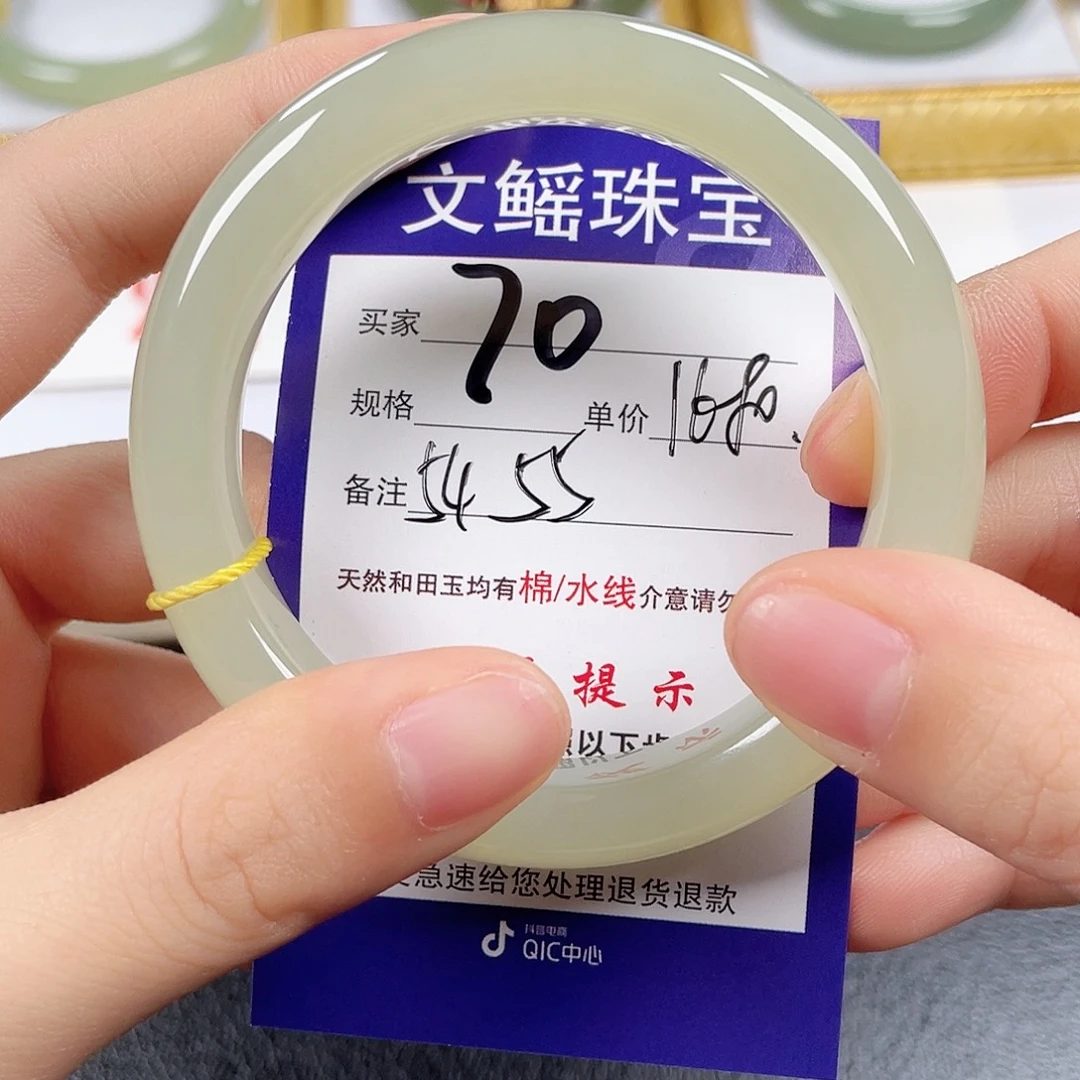 文鳐珠宝
买家 70
规格 单价 1680.
备注 54 55
天然和田玉均有棉/水线介意请勿
提示
以下
急速给您处理退货退款
抖音电商
QIC中心